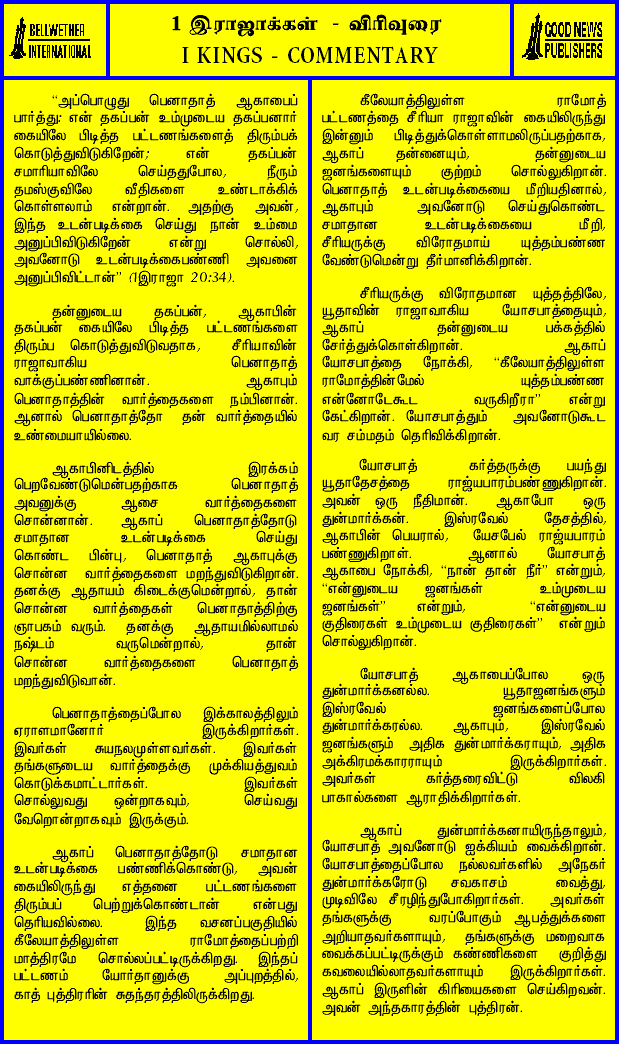 BELLWETHER
INTERNATIONAL
1 இராஜாக்கள் - விரிவுரை
I KINGS - COMMENTARY
GOOD NEWS
PUBLISHERS
“அப்பொழுது பெனாதாத் ஆகாபைப்
பார்த்து: என் தகப்பன் உம்முடைய தகப்பனார்
கையிலே பிடித்த பட்டணங்களைத் திரும்பக்
கொடுத்துவிடுகிறேன்; என் தகப்பன்
சமாரியாவிலே செய்ததுபோல, நீரும்
தமஸ்குவிலே வீதிகளை உண்டாக்கிக்
கொள்ளலாம் என்றான். அதற்கு அவன்,
இந்த உடன்படிக்கை செய்து நான் உம்மை
அனுப்பிவிடுகிறேன் என்று சொல்லி,
அவனோடு உடன்படிக்கைபண்ணி அவனை
அனுப்பிவிட்டான்” (1இராஜா 20:34).
தன்னுடைய தகப்பன், ஆகாபின்
தகப்பன் கையிலே பிடித்த பட்டணங்களை
திரும்ப கொடுத்துவிடுவதாக, சீரியாவின்
ராஜாவாகிய பெனாதாத்
வாக்குப்பண்ணினான். ஆகாபும்
பெனாதாத்தின் வார்த்தைகளை நம்பினான்.
ஆனால் பெனாதாத்தோ தன் வார்த்தையில்
உண்மையாயில்லை.
ஆகாபினிடத்தில் இரக்கம்
பெறவேண்டுமென்பதற்காக பெனாதாத்
அவனுக்கு ஆசை வார்த்தைகளை
சொன்னான். ஆகாப் பெனாதாத்தோடு
சமாதான உடன்படிக்கை செய்து
கொண்ட பின்பு, பெனாதாத் ஆகாபுக்கு
சொன்ன வார்த்தைகளை மறந்துவிடுகிறான்.
தனக்கு ஆதாயம் கிடைக்குமென்றால், தான்
சொன்ன வார்த்தைகள் பெனாதாத்திற்கு
ஞாபகம் வரும். தனக்கு ஆதாயமில்லாமல்
நஷ்டம் வருமென்றால், தான்
சொன்ன வார்த்தைகளை பெனாதாத்
மறந்துவிடுவான்.
பெனாதாத்தைப்போல இக்காலத்திலும்
ஏராளமானோர் இருக்கிறார்கள்.
இவர்கள் சுயநலமுள்ளவர்கள். இவர்கள்
தங்களுடைய வார்த்தைக்கு முக்கியத்துவம்
கொடுக்கமாட்டார்கள். இவர்கள்
சொல்லுவது ஒன்றாகவும், செய்வது
வேறொன்றாகவும் இருக்கும்.
ஆகாப் பெனாதாத்தோடு சமாதான
உடன்படிக்கை பண்ணிக்கொண்டு, அவன்
கையிலிருந்து எத்தனை பட்டணங்களை
திரும்பப் பெற்றுக்கொண்டான் என்பது
தெரியவில்லை. இந்த வசனப்பகுதியில்
கீலேயாத்திலுள்ள ராமோத்தைப்பற்றி
மாத்திரமே சொல்லப்பட்டிருக்கிறது. இந்தப்
பட்டணம் யோர்தானுக்கு அப்புறத்தில்,
காத் புத்திரரின் சுதந்தரத்திலிருக்கிறது.
கீலேயாத்திலுள்ள ராமோத்
பட்டணத்தை சீரியா ராஜாவின் கையிலிருந்து
இன்னும் பிடித்துக்கொள்ளாமலிருப்பதற்காக,
ஆகாப் தன்னையும், தன்னுடைய
ஜனங்களையும் குற்றம் சொல்லுகிறான்.
பெனாதாத் உடன்படிக்கையை மீறியதினால்,
ஆகாபும் அவனோடு செய்துகொண்ட
சமாதான உடன்படிக்கையை மீறி,
சீரியருக்கு விரோதமாய் யுத்தம்பண்ண
வேண்டுமென்று தீர்மானிக்கிறான்.
சீரியருக்கு விரோதமான யுத்தத்திலே,
யூதாவின் ராஜாவாகிய யோசபாத்தையும்,
ஆகாப் தன்னுடைய பக்கத்தில்
சேர்த்துக்கொள்கிறான். ஆகாப்
யோசபாத்தை நோக்கி, “கீலேயாத்திலுள்ள
ராமோத்தின்மேல் யுத்தம்பண்ண
என்னோடேகூட வருகிறீரா” என்று
கேட்கிறான். யோசபாத்தும் அவனோடுகூட
வர சம்மதம் தெரிவிக்கிறான்.
யோசபாத் கர்த்தருக்கு பயந்து
யூதாதேசத்தை ராஜ்யபாரம்பண்ணுகிறான்.
அவன் ஒரு நீதிமான். ஆகாபோ ஒரு
துன்மார்க்கன். இஸ்ரவேல் தேசத்தில்,
ஆகாபின் பெயரால், யேசபேல் ராஜ்யபாரம்
பண்ணுகிறாள். ஆனால் யோசபாத்
ஆகாபை நோக்கி, “நான் தான் நீர்” என்றும்,
“என்னுடைய ஜனங்கள் உம்முடைய
ஜனங்கள்” என்றும், “என்னுடைய
குதிரைகள் உம்முடைய குதிரைகள்” என்றும்
சொல்லுகிறான்.
யோசபாத் ஆகாபைப்போல ஒரு
துன்மார்க்கனல்ல. யூதாஜனங்களும்
இஸ்ரவேல் ஜனங்களைப்போல
துன்மார்க்கரல்ல. ஆகாபும், இஸ்ரவேல்
ஜனங்களும் அதிக துன்மார்க்கராயும், அதிக
அக்கிரமக்காரராயும் இருக்கிறார்கள்.
அவர்கள் கர்த்தரைவிட்டு விலகி
பாகால்களை ஆராதிக்கிறார்கள்.
ஆகாப் துன்மார்க்கனாயிருந்தாலும்,
யோசபாத் அவனோடு ஐக்கியம் வைக்கிறான்.
யோசபாத்தைப்போல நல்லவர்களில் அநேகர்
துன்மார்க்கரோடு சவகாசம் வைத்து,
முடிவிலே சீரழிந்துபோகிறார்கள். அவர்கள்
தங்களுக்கு வரப்போகும் ஆபத்துக்களை
அறியாதவர்களாயும், தங்களுக்கு மறைவாக
வைக்கப்பட்டிருக்கும் கண்ணிகளை குறித்து
கவலையில்லாதவர்களாயும் இருக்கிறார்கள்.
ஆகாப் இருளின் கிரியைகளை செய்கிறவன்.
அவன் அந்தகாரத்தின் புத்திரன்.